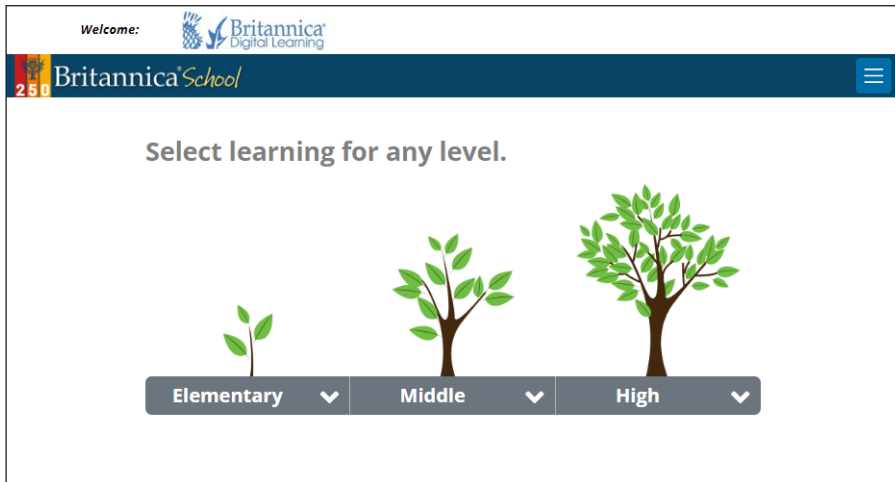 Welcome:
Britannica®
Digital Learning
250
Britannica® School
Select learning for any level.
Elementary
Middle
High